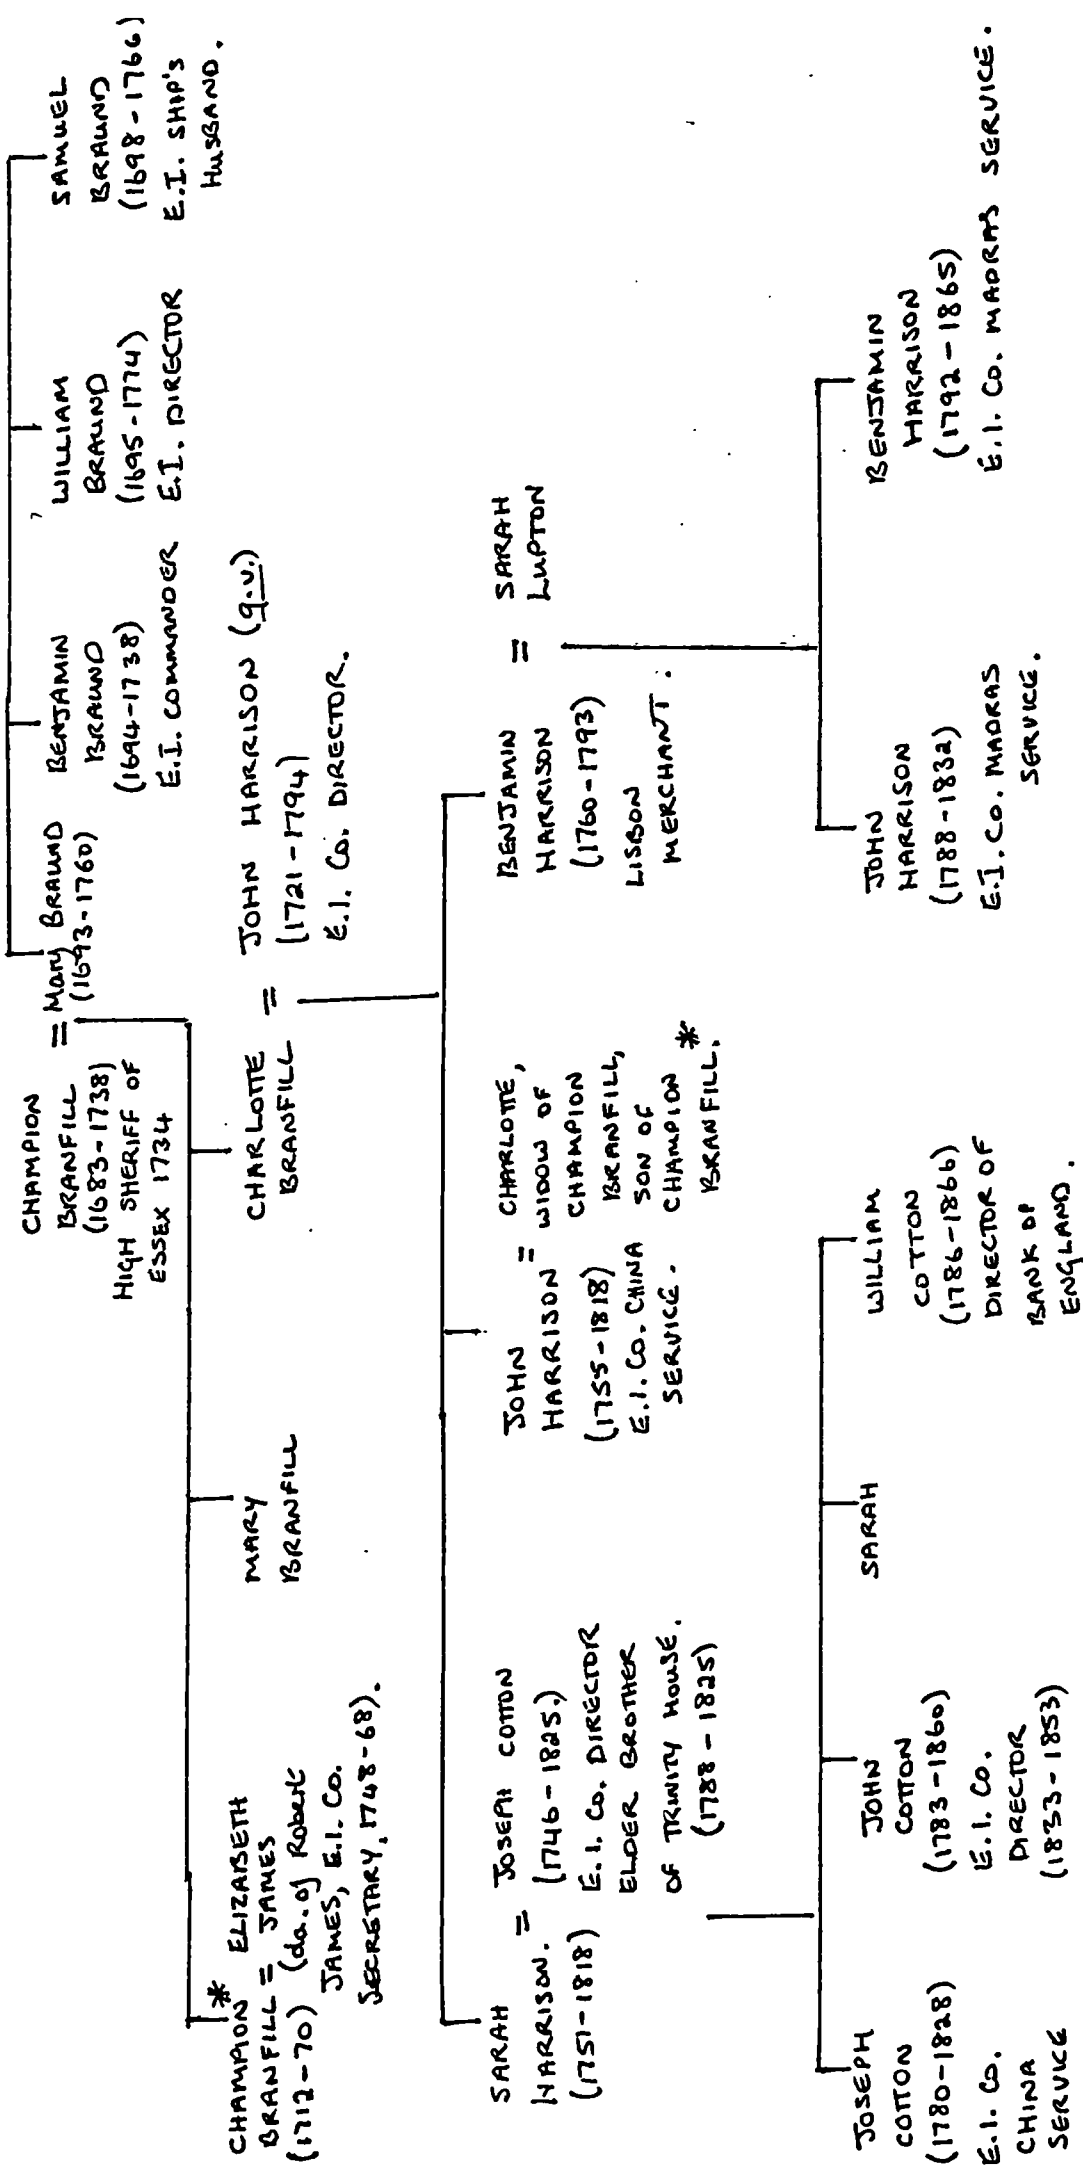 CHAMPION
BRANFILL
(1683-1738)
HIGH SHERIFF OF
ESSEX 1734
=
Mary BRAUND
(1693-1760)
BENJAMIN
BRAUND
(1694-1738)
E.I. COMMANDER
WILLIAM
BRAUND
(1695-1774)
E.I. DIRECTOR
SAMUEL
BRAUND
(1698-1766)
E.I. SHIP'S
HUSBAND.
CHAMPION *
BRANFILL
(1712-70)
=
ELIZABETH
JAMES
(da. of Robert
JAMES, E.I. Co.
SECRETARY, 1748-68).
MARY
BRANFILL
CHARLOTTE
BRANFILL
=
JOHN HARRISON (q.v.)
(1721-1794)
E.I. Co. DIRECTOR.
SARAH
HARRISON.
(1751-1818)
=
JOSEPH COTTON
(1746-1825.)
E.I. Co. DIRECTOR
ELDER BROTHER
OF TRINITY HOUSE.
(1788-1825)
JOHN
HARRISON
(1755-1818)
E.I. Co. CHINA
SERVICE.
=
CHARLOTTE,
WIDOW OF
CHAMPION
BRANFILL,
SON OF
CHAMPION *
BRANFILL.
BENJAMIN
HARRISON
(1760-1793)
LISBON
MERCHANT.
=
SARAH
LUPTON
JOSEPH
COTTON
(1780-1828)
E.I. Co.
CHINA
SERVICE
JOHN
COTTON
(1783-1860)
E.I. Co.
DIRECTOR
(1833-1853)
SARAH
WILLIAM
COTTON
(1786-1866)
DIRECTOR OF
BANK OF
ENGLAND.
JOHN
HARRISON
(1788-1832)
E.I. Co. MADRAS
SERVICE.
BENJAMIN
HARRISON
(1792-1865)
E.I. Co. MADRAS SERVICE.